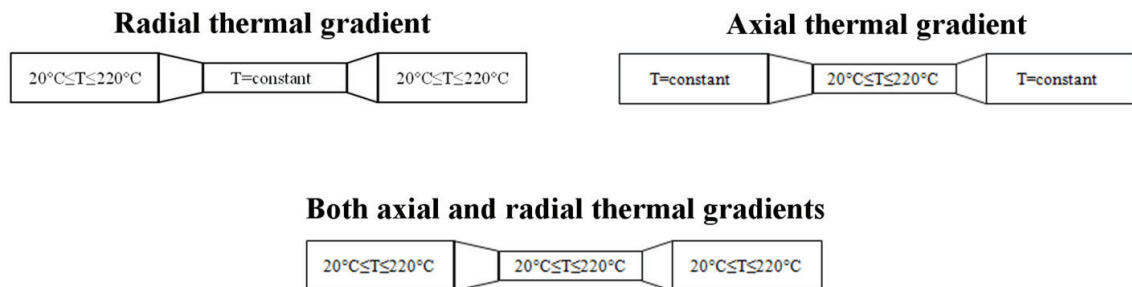 Radial thermal gradient
20°C≤T≤220°C T=constant 20°C≤T≤220°C
Axial thermal gradient
T=constant 20°C≤T≤220°C T=constant
Both axial and radial thermal gradients
20°C≤T≤220°C 20°C≤T≤220°C 20°C≤T≤220°C